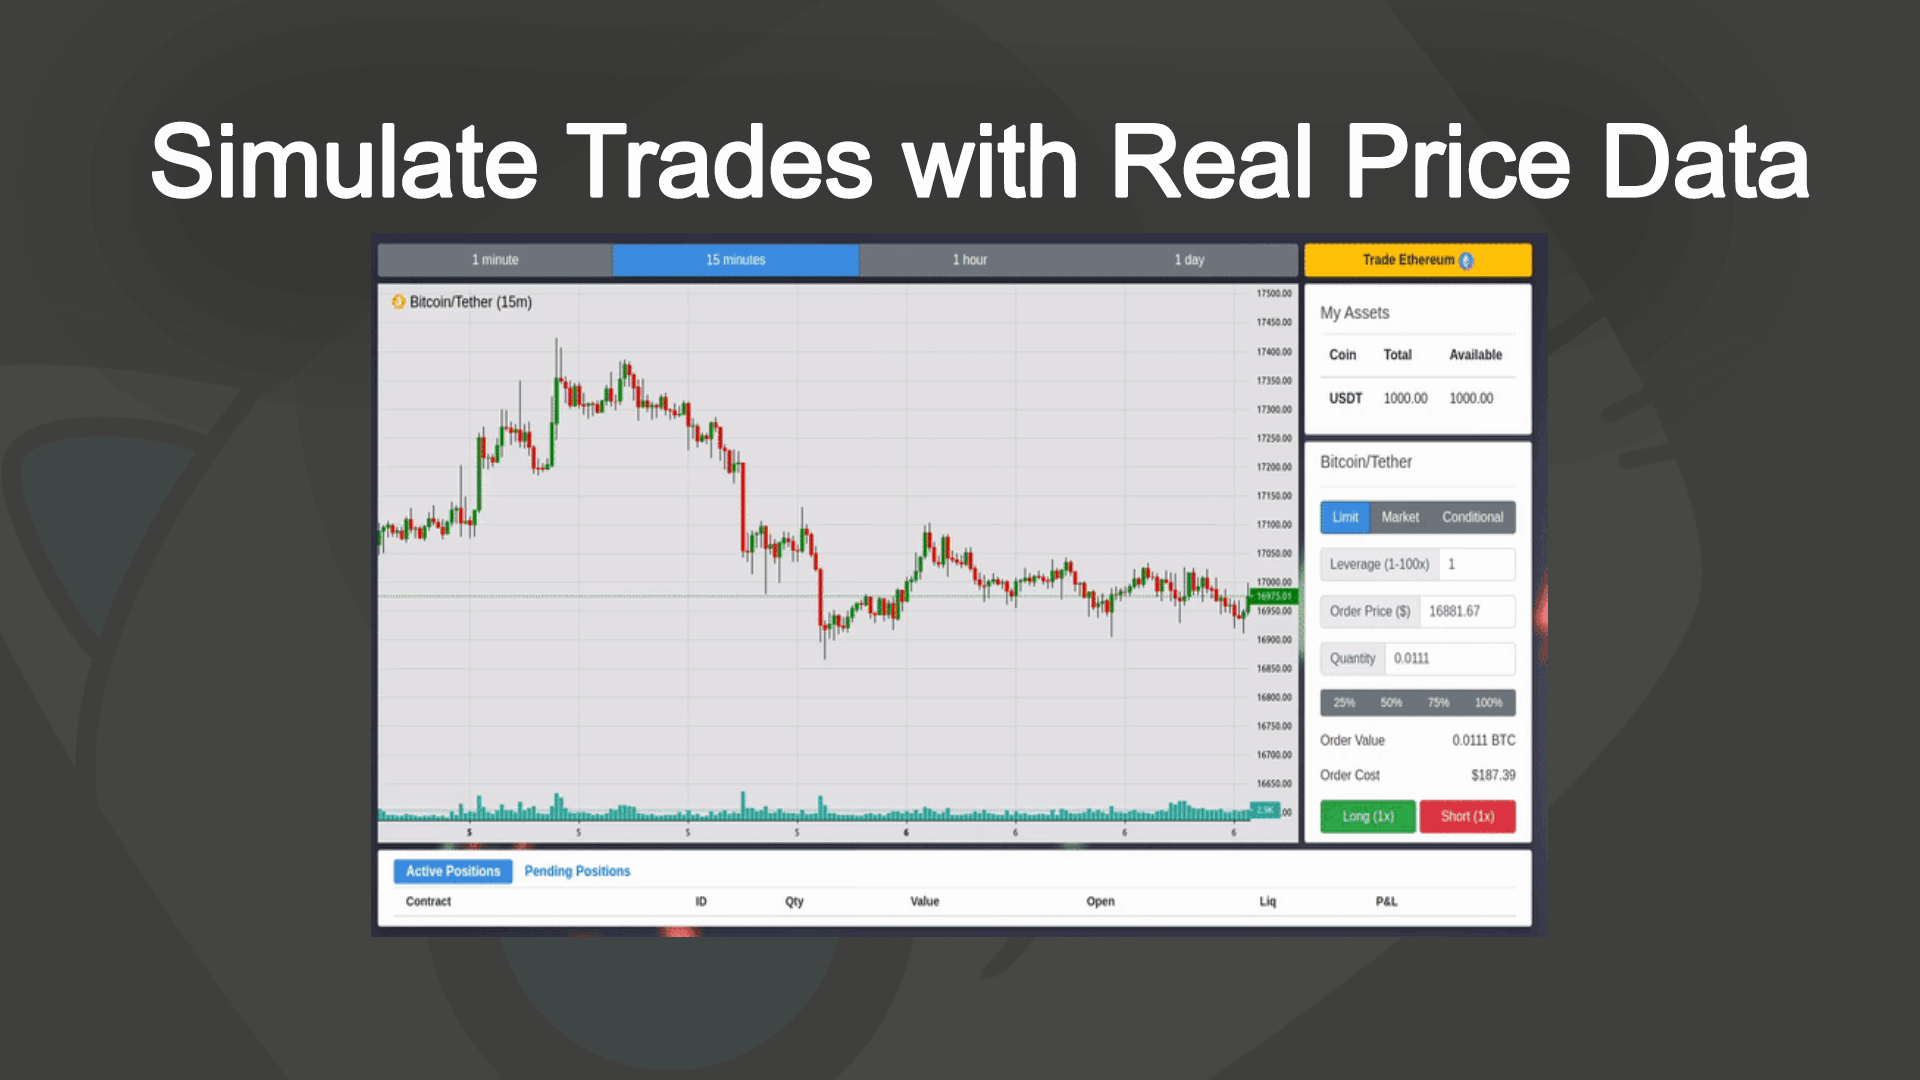 Simulate Trades with Real Price Data
1 minute 15 minutes 1 hour 1 day Trade Ethereum
Bitcoin/Tether (15m)
17500.00
17450.00
17400.00
17350.00
17300.00
17250.00
17200.00
17150.00
17100.00
17050.00
17000.00
16975.01
16950.00
16900.00
16850.00
16800.00
16750.00
16700.00
16650.00
2.9K .00
5 5 5 5 6 6 6 6
My Assets
Coin Total Available
USDT 1000.00 1000.00
Bitcoin/Tether
Limit Market Conditional
Leverage (1-100x) 1
Order Price ($) 16881.67
Quantity 0.0111
25% 50% 75% 100%
Order Value 0.0111 BTC
Order Cost $187.39
Long (1x) Short (1x)
Active Positions Pending Positions
Contract ID Qty Value Open Liq P&L